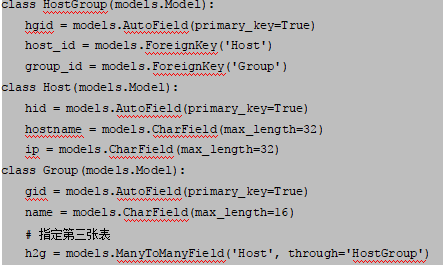 class HostGroup(models.Model):
hgid = models.AutoField(primary_key=True)
host_id = models.ForeignKey('Host')
group_id = models.ForeignKey('Group')
class Host(models.Model):
hid = models.AutoField(primary_key=True)
hostname = models.CharField(max_length=32)
ip = models.CharField(max_length=32)
class Group(models.Model):
gid = models.AutoField(primary_key=True)
name = models.CharField(max_length=16)
# 指定第三张表
h2g = models.ManyToManyField('Host', through='HostGroup')